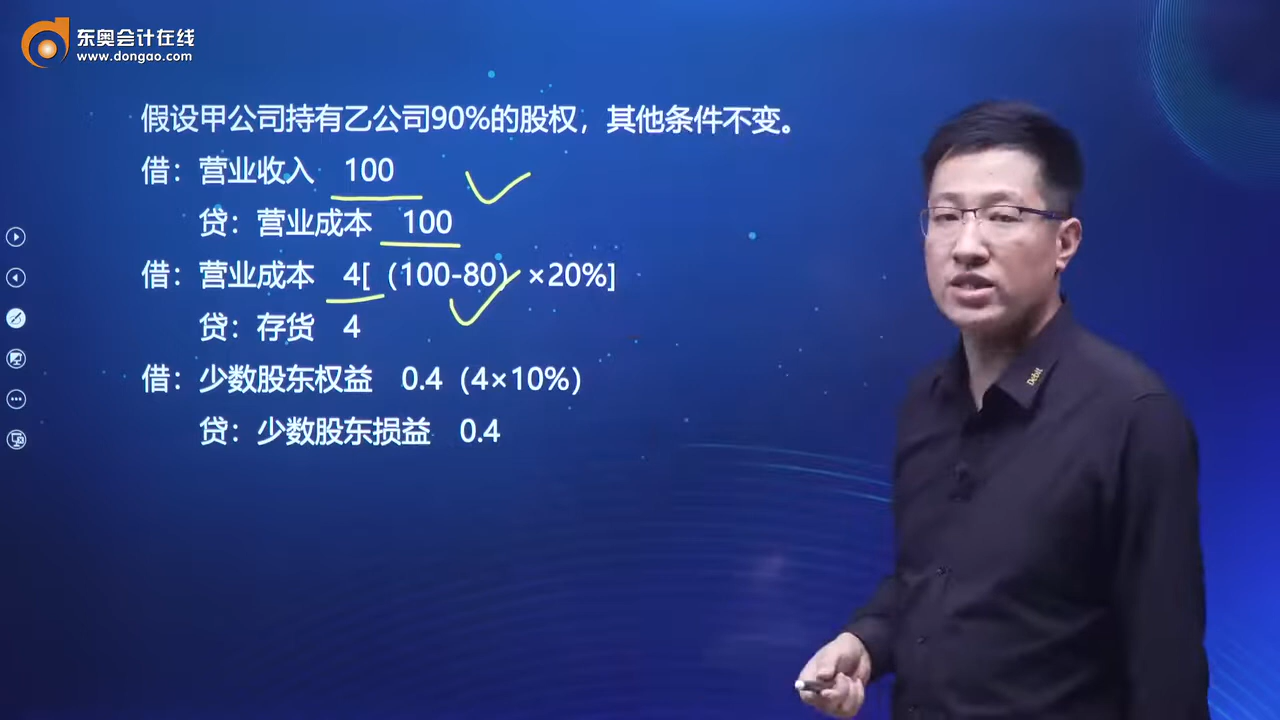 东奥会计在线
www.dongao.com
假设甲公司持有乙公司90%的股权，其他条件不变。
借：营业收入 100
贷：营业成本 100
借：营业成本 4[（100-80）×20%]
贷：存货 4
借：少数股东权益 0.4（4×10%）
贷：少数股东损益 0.4
Debit